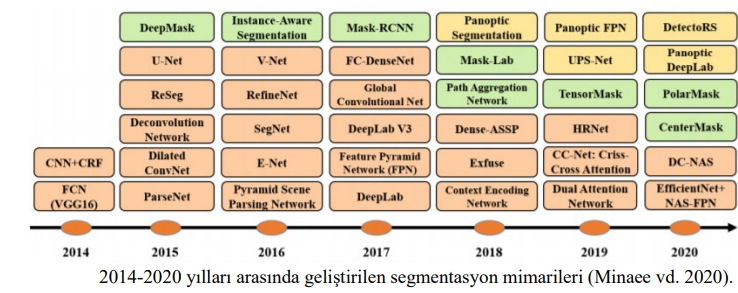 DeepMask
Instance-Aware
Segmentation
Mask-RCNN
Panoptic
Segmentation
Panoptic FPN
DetectoRS
U-Net
V-Net
FC-DenseNet
Mask-Lab
UPS-Net
Panoptic
DeepLab
ReSeg
RefineNet
Global
Convolutional Net
Path Aggregation
Network
TensorMask
PolarMask
Deconvolution
Network
SegNet
DeepLab V3
Dense-ASSP
HRNet
CenterMask
CNN+CRF
Dilated
ConvNet
E-Net
Feature Pyramid
Network (FPN)
Exfuse
CC-Net: Criss-
Cross Attention
DC-NAS
FCN
(VGG16)
ParseNet
Pyramid Scene
Parsing Network
DeepLab
Context Encoding
Network
Dual Attention
Network
EfficientNet+
NAS-FPN
2014 2015 2016 2017 2018 2019 2020
2014-2020 yılları arasında geliştirilen segmentasyon mimarileri (Minaee vd. 2020).